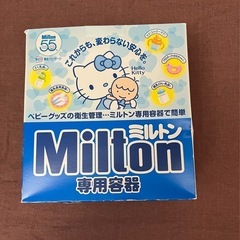 Milton
55
これからも、変わらない安心を。
Hello Kitty
ベビーグッズの衛生管理…ミルトン専用容器で簡単
ミルトン
Milton
専用容器